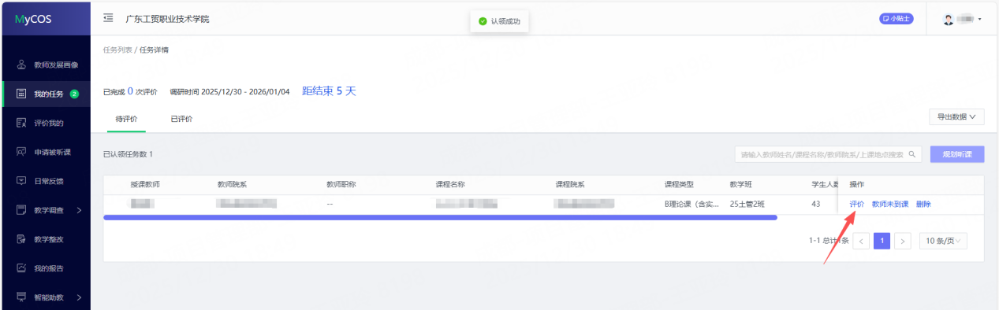 MyCOS
广东工贸职业技术学院
认领成功
小贴士
教师发展画像
我的任务 2
评价我的
申请被听课
日常反馈
教学调查
教学整改
我的报告
智能助教
任务列表 / 任务详情
已完成 0 次评价 调研时间 2025/12/30 - 2026/01/04 距结束 5 天
待评价 已评价
导出数据
已认领任务数 1
请输入教师姓名/课程名称/教师院系/上课地点搜索
规划听课
授课教师 教师院系 教师职称 课程名称 课程院系 课程类型 教学班 学生人数 操作
-- B理论课（含实... 25土管2班 43 评价 教师未到课 删除
1-1 总计1条 < 1 > 10 条/页